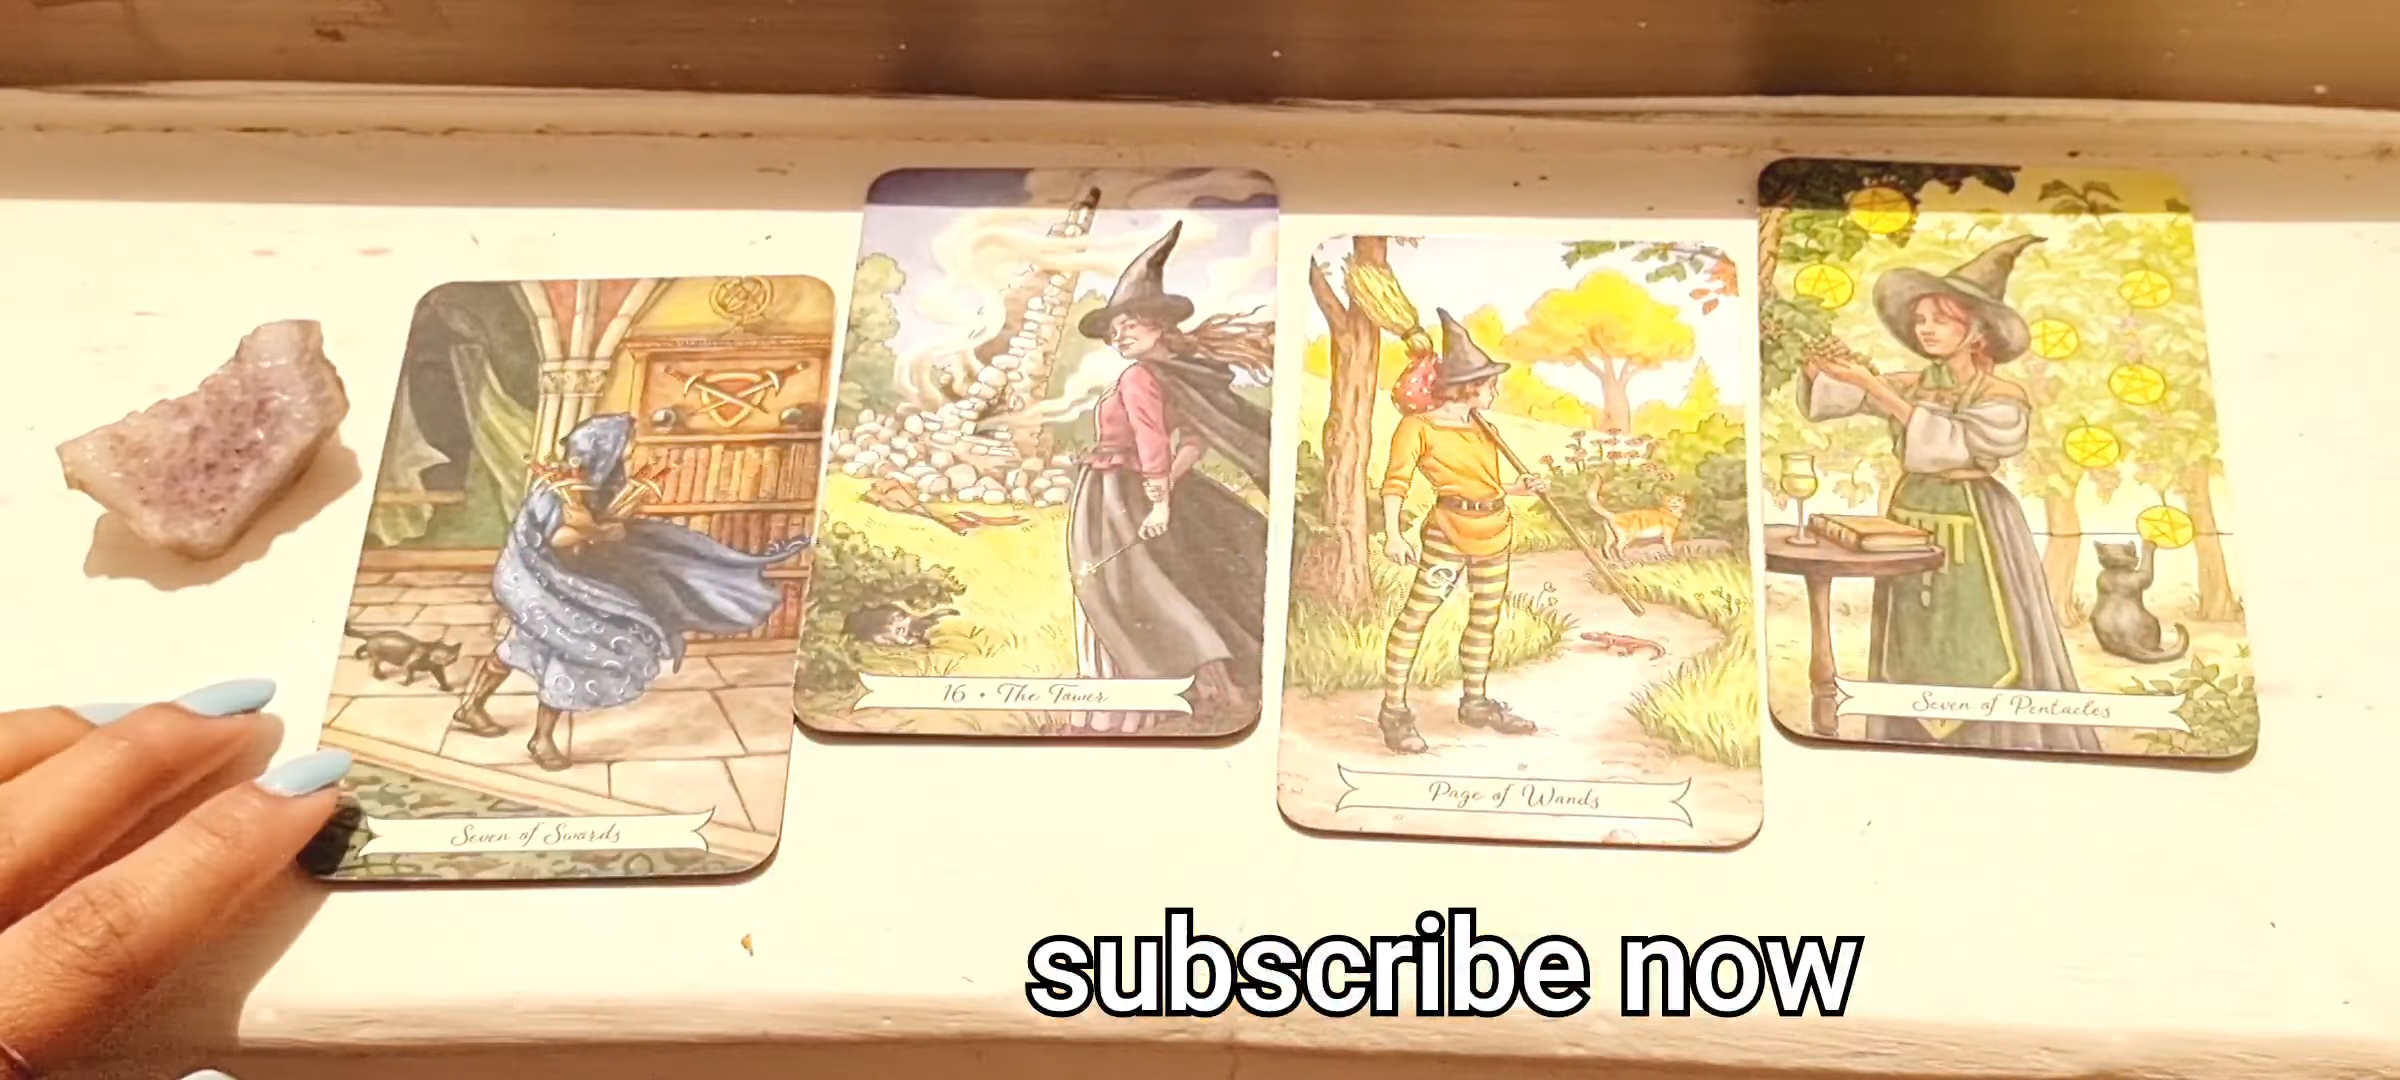 Seven of Swords
16 • The Tower
Page of Wands
Seven of Pentacles
subscribe now